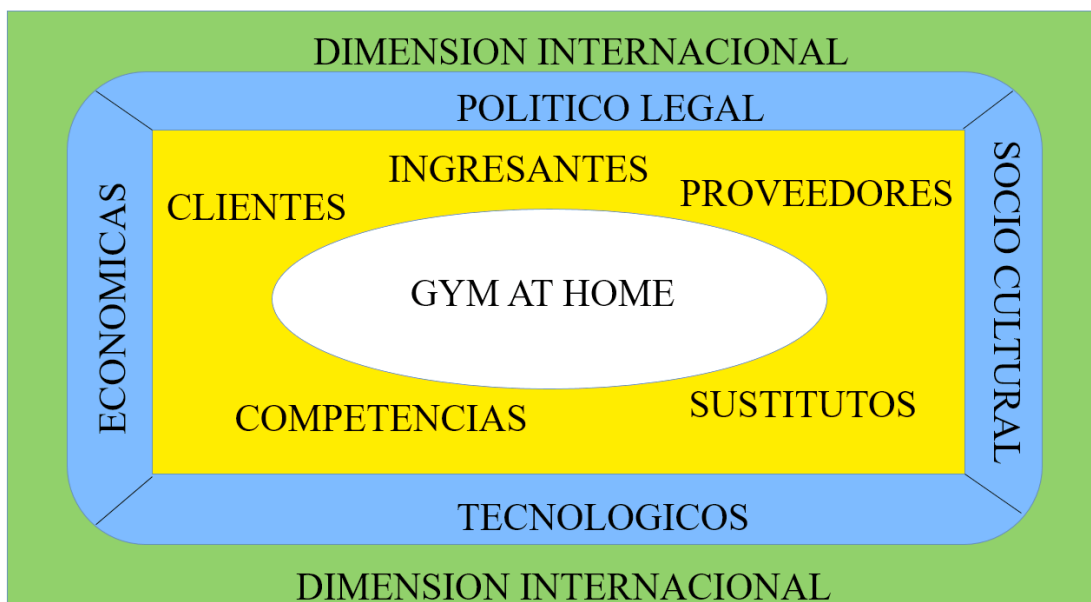 DIMENSION INTERNACIONAL
POLITICO LEGAL
INGRESANTES
CLIENTES
PROVEEDORES
ECONOMICAS
GYM AT HOME
SOCIO CULTURAL
COMPETENCIAS
SUSTITUTOS
TECNOLOGICOS
DIMENSION INTERNACIONAL